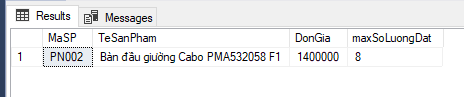 Results Messages
MaSP TeSanPham DonGia maxSoLuongDat
1 PN002 Bàn đầu giường Cabo PMA532058 F1 1400000 8